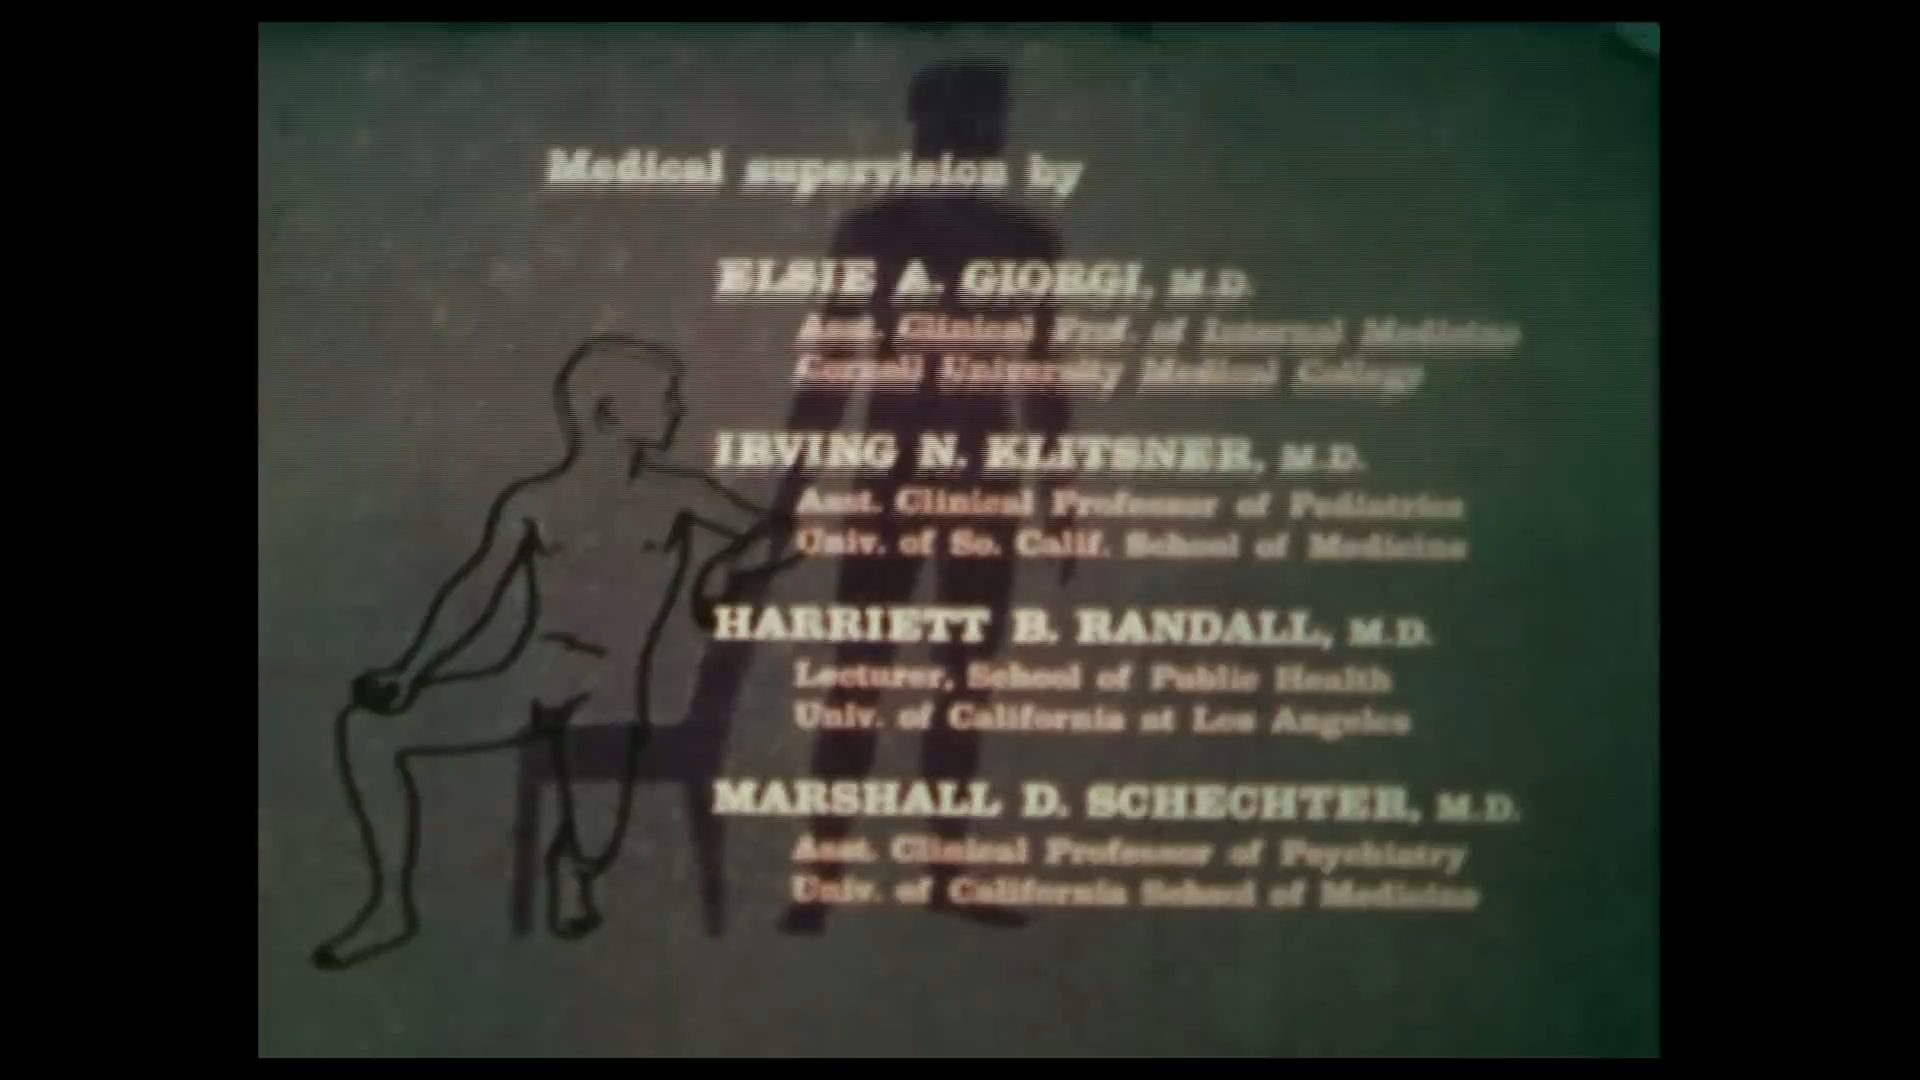 Medical supervision by
ELSIE A. GIORGI, M.D.
Asst. Clinical Prof. of Internal Medicine
Cornell University Medical College
IRVING N. KLITSNER, M.D.
Asst. Clinical Professor of Pediatrics
Univ. of So. Calif. School of Medicine
HARRIETT B. RANDALL, M.D.
Lecturer, School of Public Health
Univ. of California at Los Angeles
MARSHALL D. SCHECHTER, M.D.
Asst. Clinical Professor of Psychiatry
Univ. of California School of Medicine